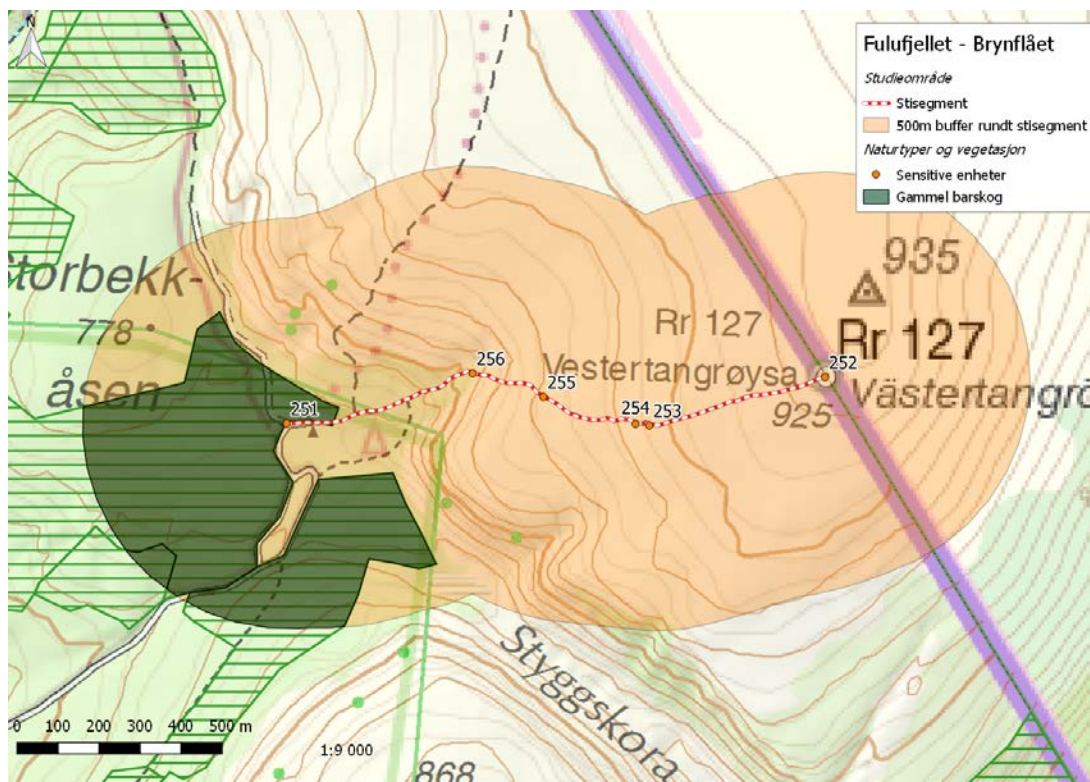 N
Fulufjellet - Brynflået
Studieområde
Stisegment
500m buffer rundt stisegment
Naturtyper og vegetasjon
Sensitive enheter
Gammel barskog
torbekk-
778
åsen
935
Rr 127
Rr 127
Vestertangrøysa
Västertangrö
925
251
256
255
254
253
252
Styggskora
868
0 100 200 300 400 500 m
1:9 000